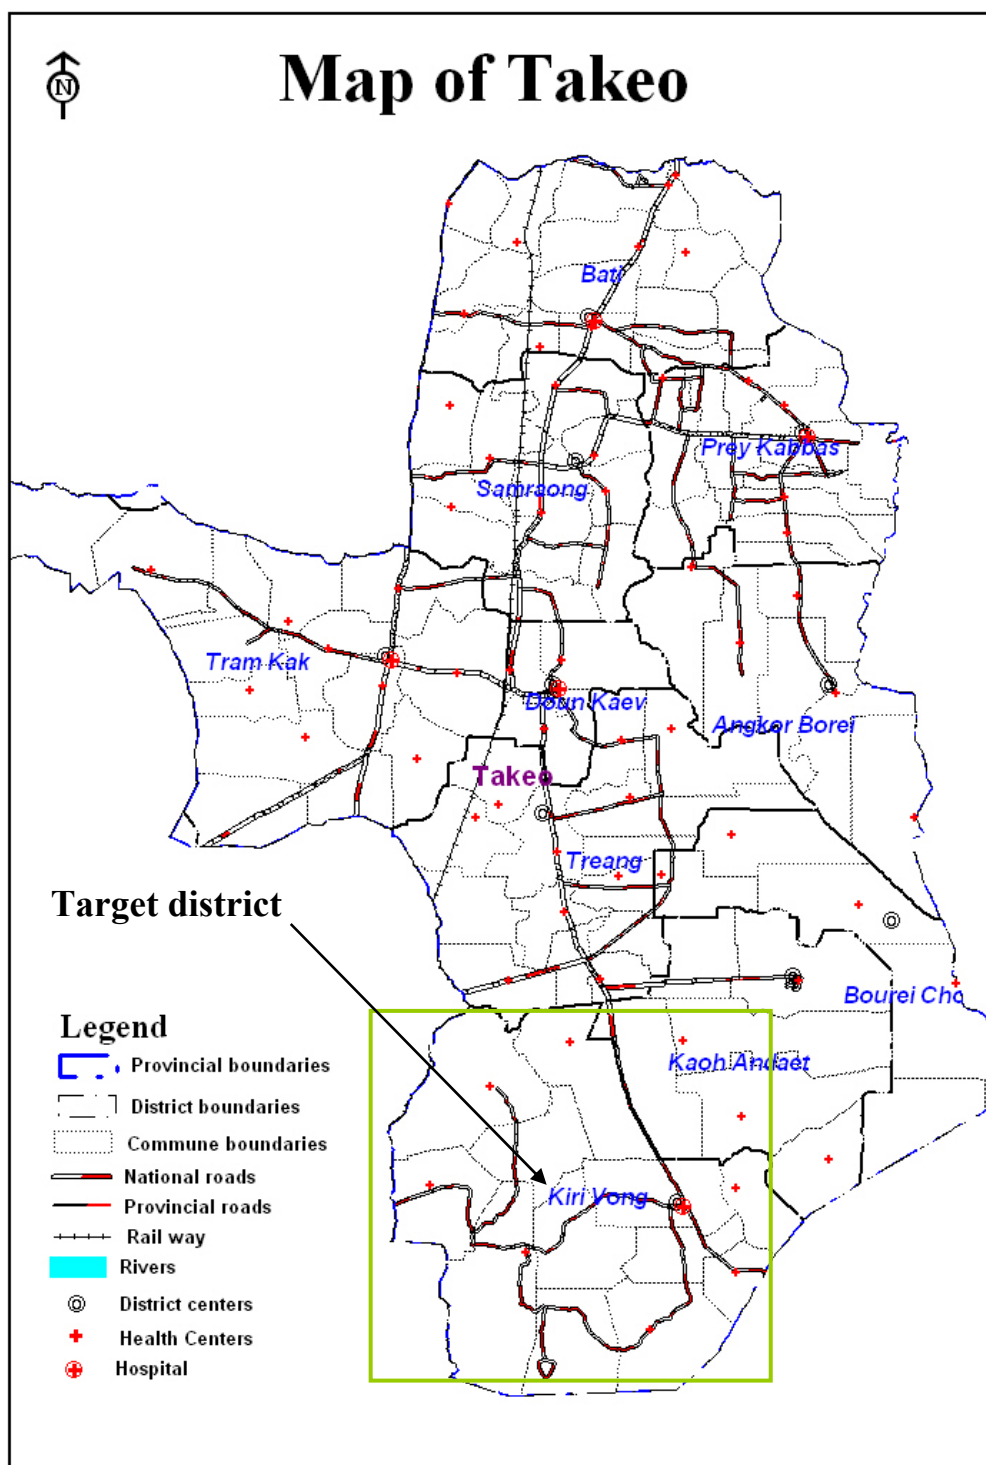 Map of Takeo
N
Bati
Prey Kabbas
Samraong
Tram Kak
Doun Kaev
Angkor Borei
Takeo
Treang
Target district
Bourei Cho
Kaoh Andaet
Kiri Vong
Legend
Provincial boundaries
District boundaries
Commune boundaries
National roads
Provincial roads
Rail way
Rivers
District centers
Health Centers
Hospital